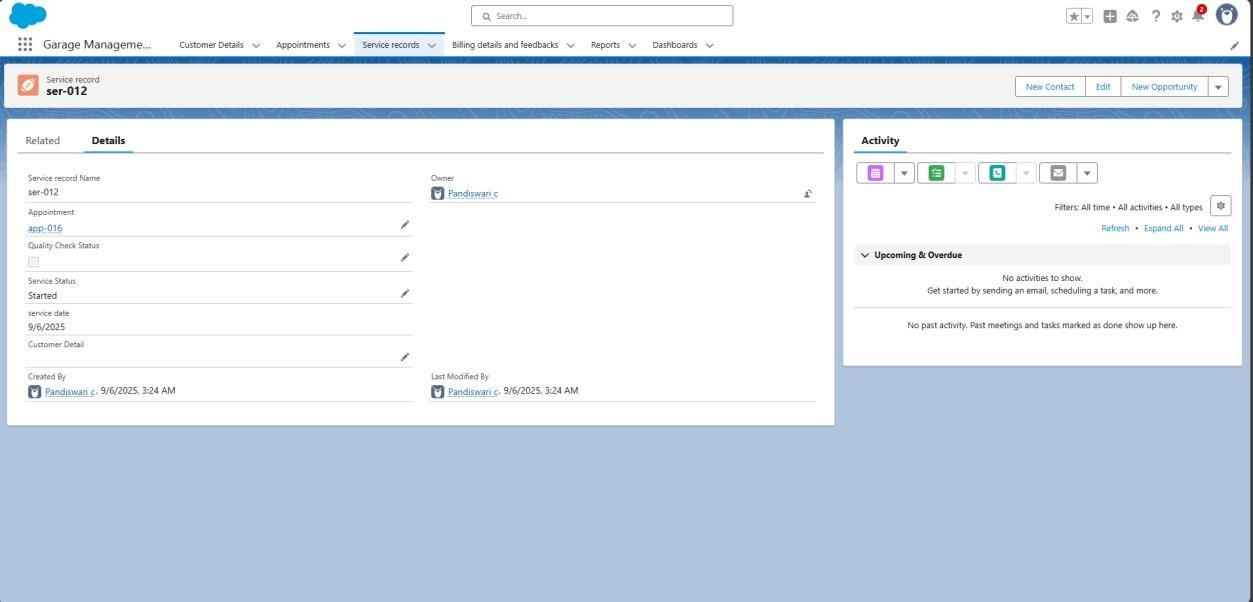 Search...
2
Garage Manageme...
Customer Details
Appointments
Service records
Billing details and feedbacks
Reports
Dashboards
Service record
ser-012
New Contact
Edit
New Opportunity
Related
Details
Service record Name
ser-012
Owner
Pandiswari c
Appointment
app-016
Quality Check Status
Service Status
Started
service date
9/6/2025
Customer Detail
Created By
Pandiswari c, 9/6/2025, 3:24 AM
Last Modified By
Pandiswari c, 9/6/2025, 3:24 AM
Activity
Filters: All time • All activities • All types
Refresh • Expand All • View All
Upcoming & Overdue
No activities to show.
Get started by sending an email, scheduling a task, and more.
No past activity. Past meetings and tasks marked as done show up here.